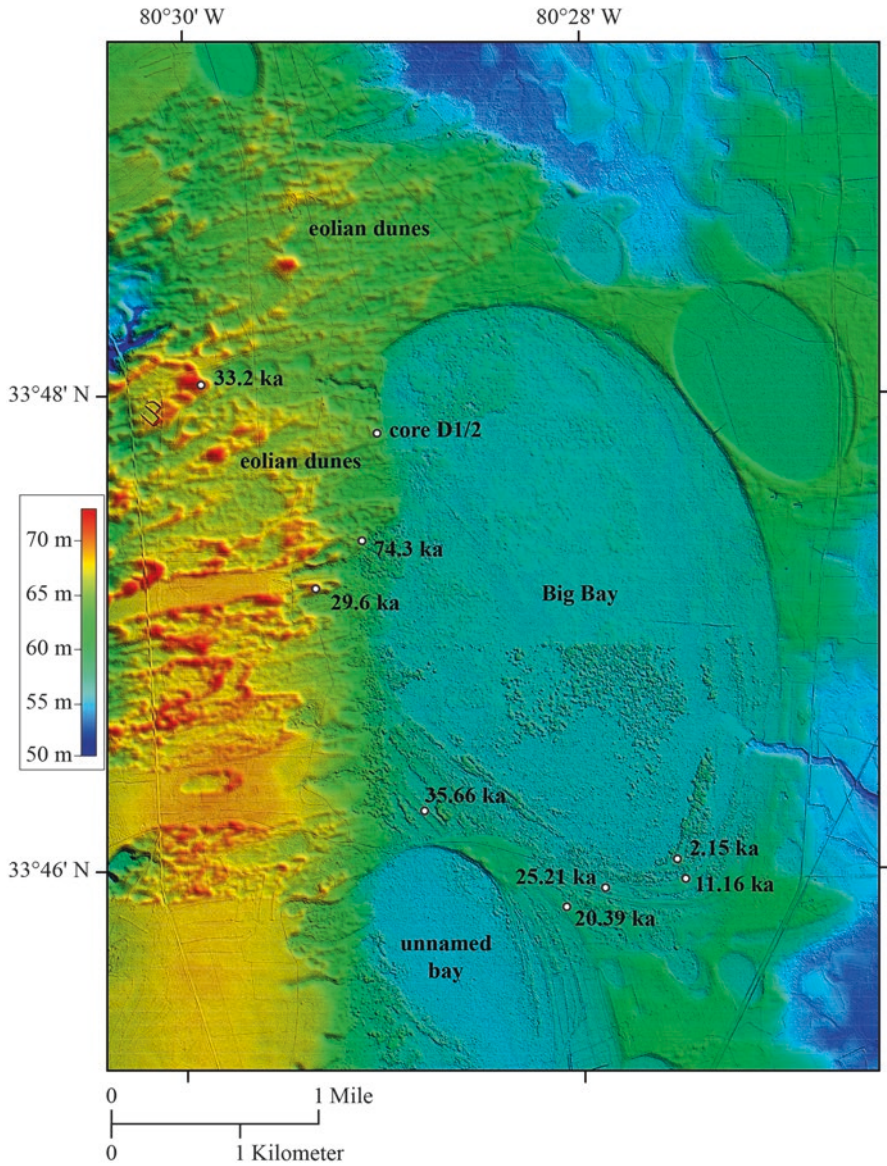 80°30' W
80°28' W
eolian dunes
33.2 ka
33°48' N
core D1/2
eolian dunes
70 m
74.3 ka
65 m
29.6 ka
Big Bay
60 m
55 m
50 m
35.66 ka
2.15 ka
33°46' N
25.21 ka
11.16 ka
20.39 ka
unnamed
bay
0
1 Mile
0
1 Kilometer